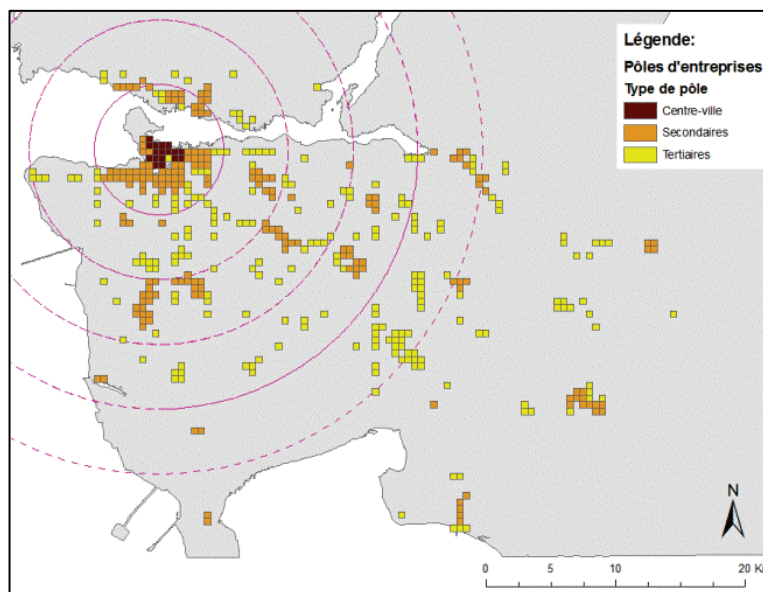 Légende:
Pôles d'entreprises
Type de pôle
Centre-ville
Secondaires
Tertiaires
N
0 5 10 20 K